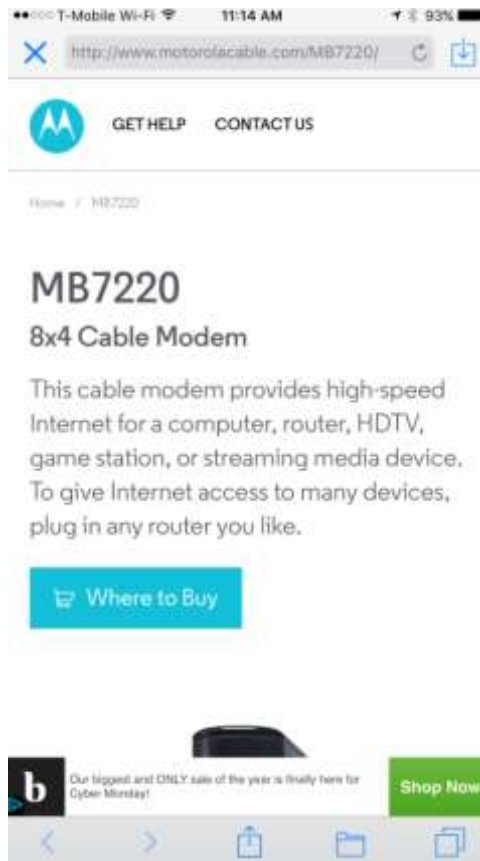 T-Mobile Wi-Fi 11:14 AM 93%
http://www.motorolacable.com/MB7220/
GET HELP CONTACT US
Home / MB7220
MB7220
8x4 Cable Modem
This cable modem provides high-speed
Internet for a computer, router, HDTV,
game station, or streaming media device.
To give Internet access to many devices,
plug in any router you like.
Where to Buy
b
Our biggest and ONLY sale of the year is finally here for
Cyber Monday!
Shop Now